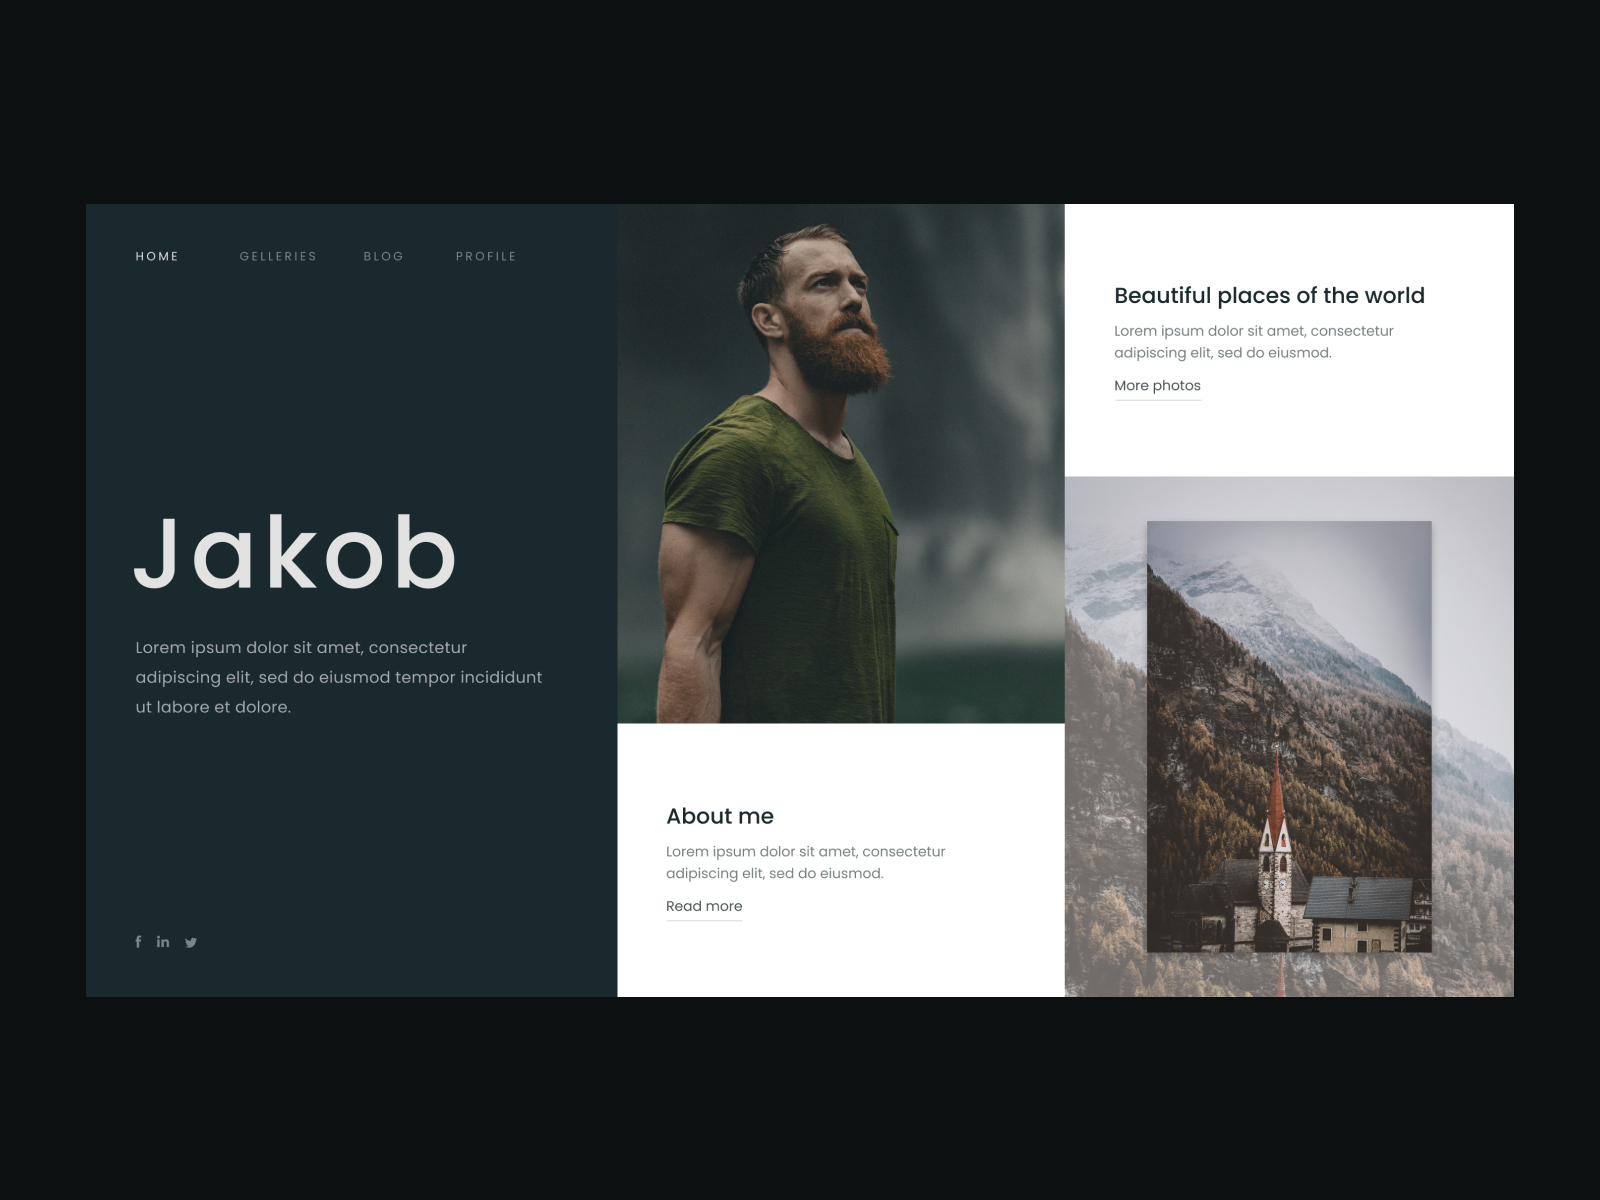 HOME GELLERIES BLOG PROFILE
Jakob
Lorem ipsum dolor sit amet, consectetur
adipiscing elit, sed do eiusmod tempor incididunt
ut labore et dolore.
f in
About me
Lorem ipsum dolor sit amet, consectetur
adipiscing elit, sed do eiusmod.
Read more
Beautiful places of the world
Lorem ipsum dolor sit amet, consectetur
adipiscing elit, sed do eiusmod.
More photos